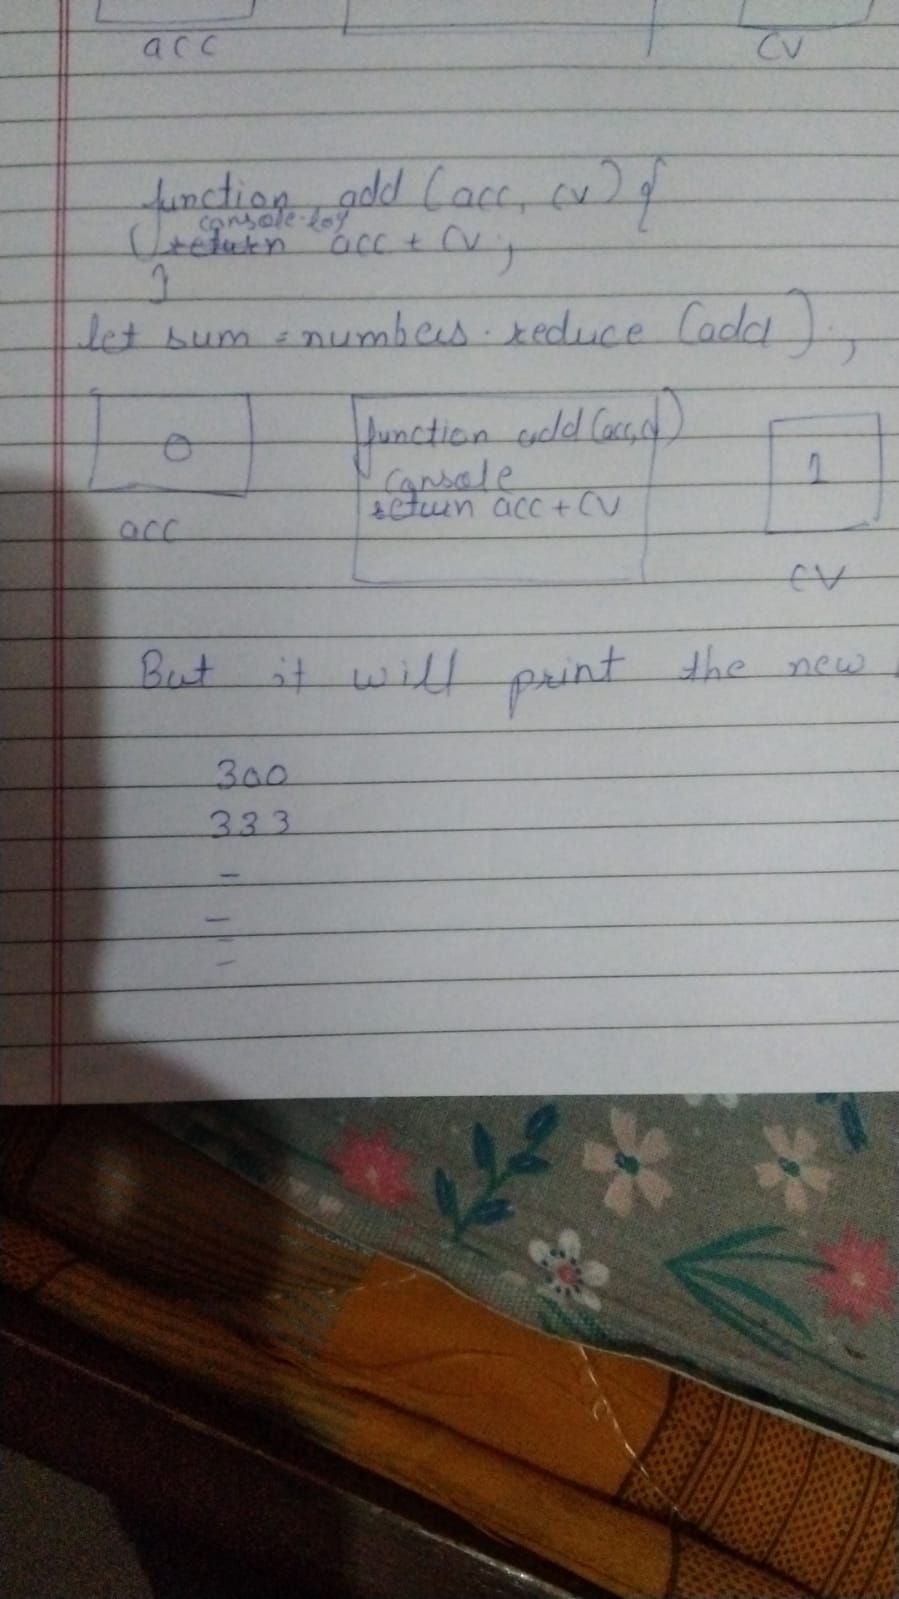 acc CV
function add (acc, cv) {
console.log
return acc + CV;
}
let sum = numbers.reduce (add);
0
function add (acc, cv)
console
return acc + CV
1
acc
CV
But it will print the new
300
333